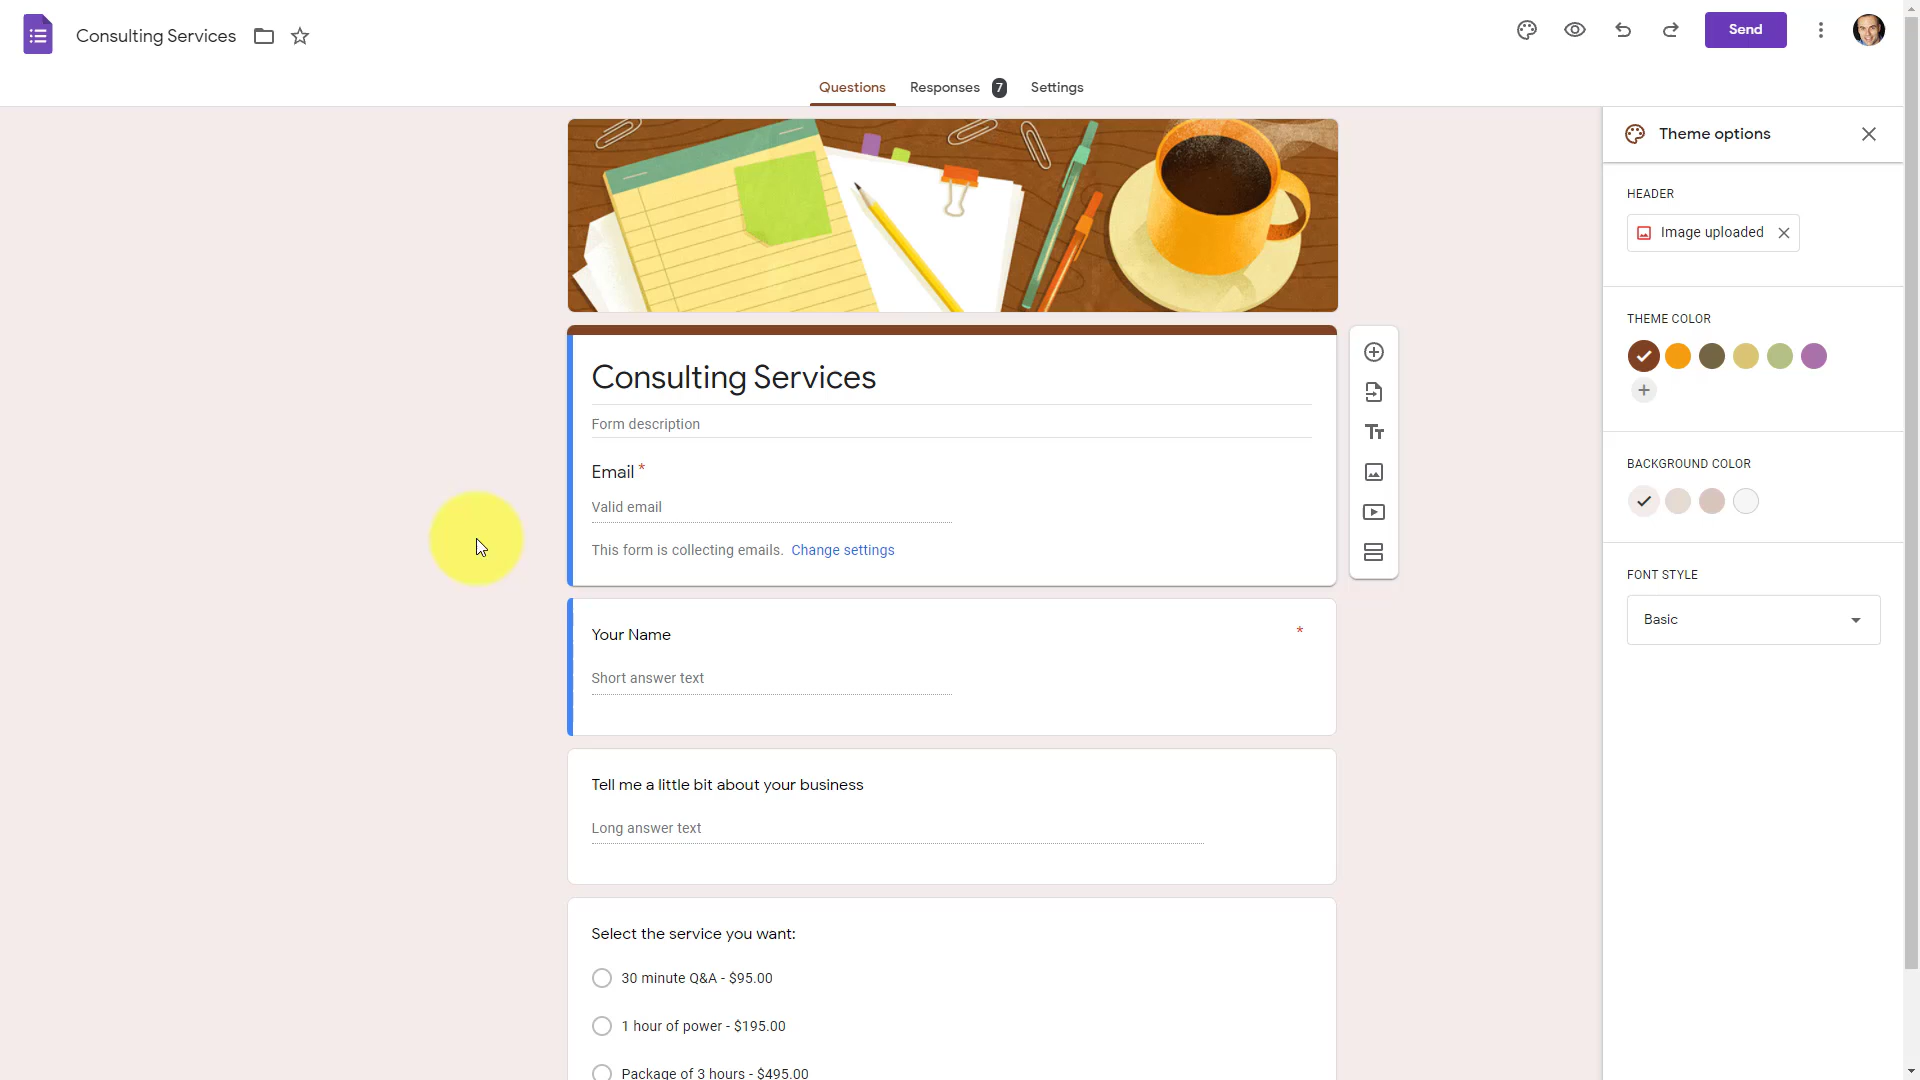 Consulting Services
Send
Questions
Responses 7
Settings
Theme options
HEADER
Image uploaded
THEME COLOR
BACKGROUND COLOR
FONT STYLE
Basic
Consulting Services
Form description
Email *
Valid email
This form is collecting emails. Change settings
Your Name *
Short answer text
Tell me a little bit about your business
Long answer text
Select the service you want:
30 minute Q&A - $95.00
1 hour of power - $195.00
Package of 3 hours - $495.00